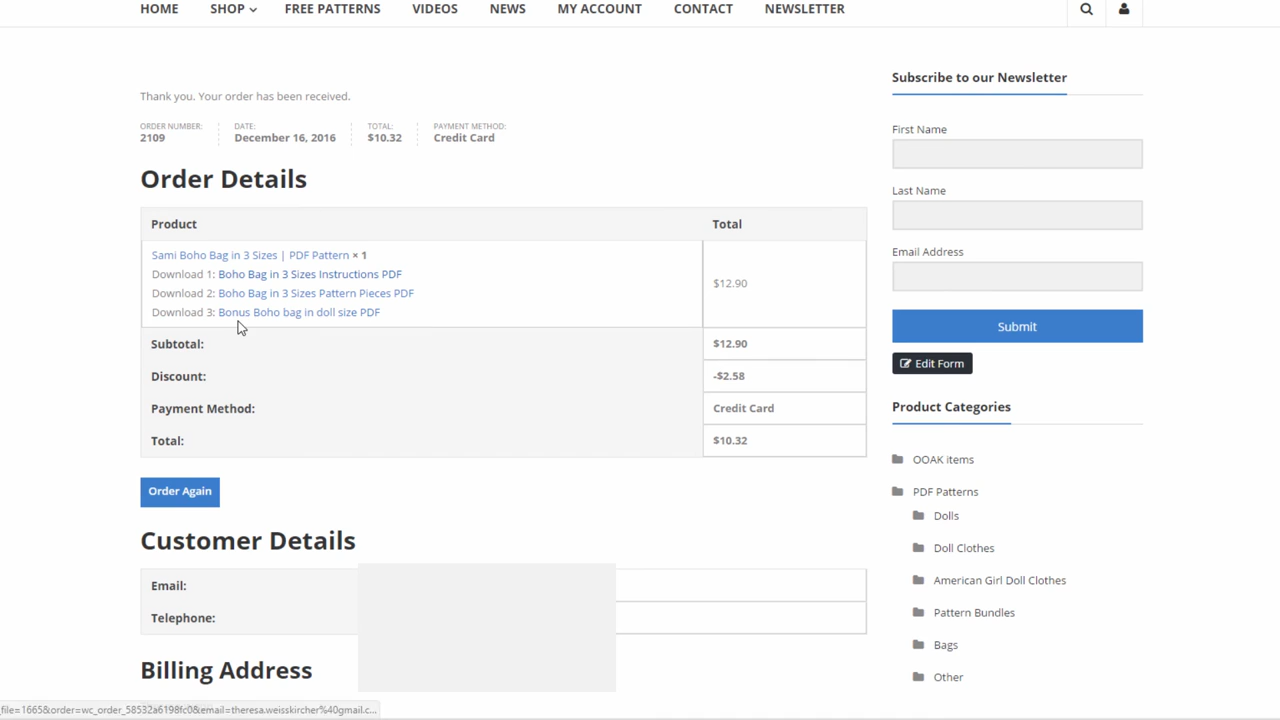 HOME SHOP FREE PATTERNS VIDEOS NEWS MY ACCOUNT CONTACT NEWSLETTER
Thank you. Your order has been received.
ORDER NUMBER: DATE: TOTAL: PAYMENT METHOD:
2109 December 16, 2016 $10.32 Credit Card
Order Details
Product Total
Sami Boho Bag in 3 Sizes | PDF Pattern × 1
Download 1: Boho Bag in 3 Sizes Instructions PDF
$12.90
Download 2: Boho Bag in 3 Sizes Pattern Pieces PDF
Download 3: Bonus Boho bag in doll size PDF
Subtotal: $12.90
Discount: -$2.58
Payment Method: Credit Card
Total: $10.32
Order Again
Customer Details
Email:
Telephone:
Billing Address
Subscribe to our Newsletter
First Name
Last Name
Email Address
Submit
Edit Form
Product Categories
OOAK items
PDF Patterns
Dolls
Doll Clothes
American Girl Doll Clothes
Pattern Bundles
Bags
Other
_file=1665&order=wc_order_58532a6198fc0&email=theresa.weisskircher%40gmail.c...